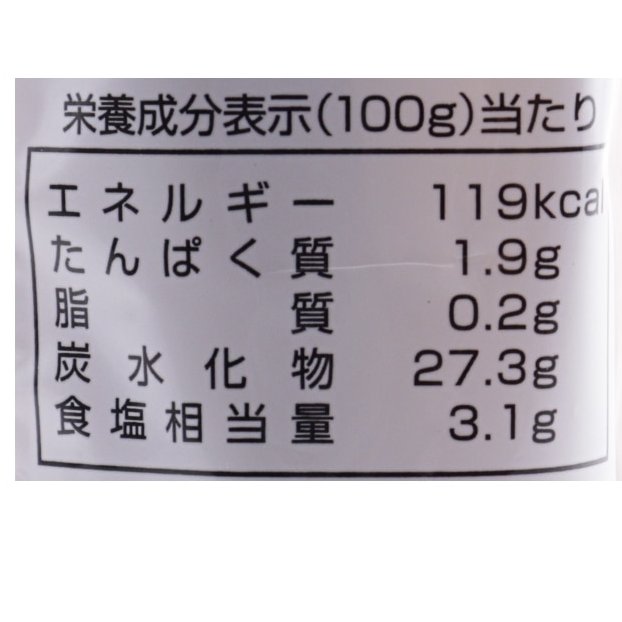 栄養成分表示(100g)当たり
エネルギー 119kcal
たんぱく質 1.9g
脂質 0.2g
炭水化物 27.3g
食塩相当量 3.1g